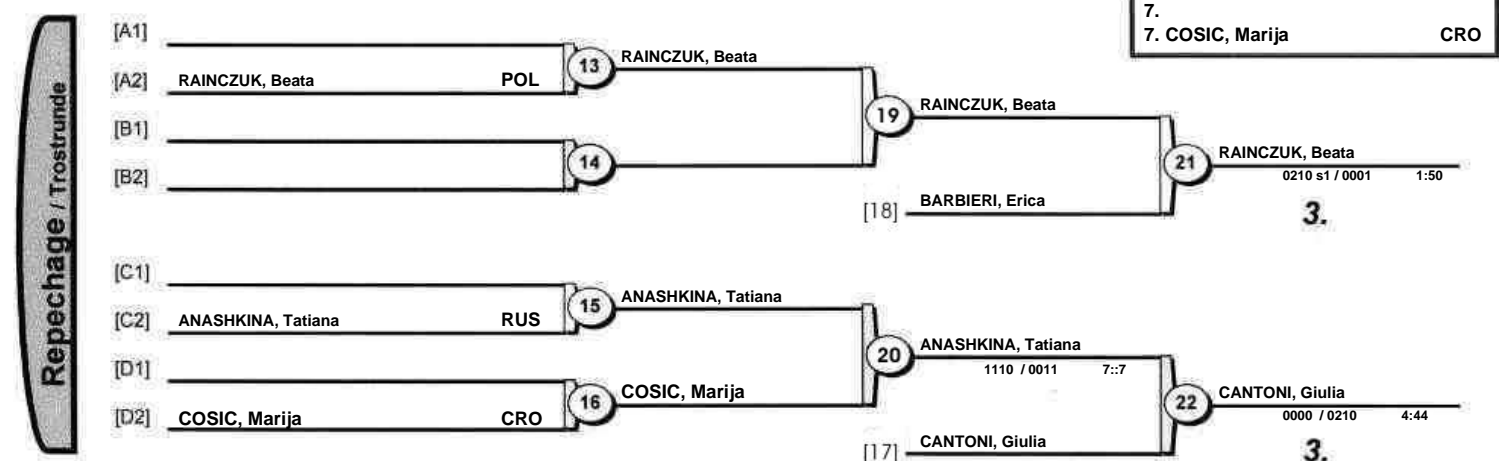 7.
7. COSIC, Marija CRO
Repechage / Trostrunde
[A1]
13 RAINCZUK, Beata
[A2] RAINCZUK, Beata POL
19 RAINCZUK, Beata
[B1]
14
[B2]
21 RAINCZUK, Beata
0210 s1 / 0001 1:50
[18] BARBIERI, Erica
3.
[C1]
15 ANASHKINA, Tatiana
[C2] ANASHKINA, Tatiana RUS
20 ANASHKINA, Tatiana
1110 / 0011 7::7
[D1]
16 COSIC, Marija
[D2] COSIC, Marija CRO
22 CANTONI, Giulia
0000 / 0210 4:44
[17] CANTONI, Giulia
3.